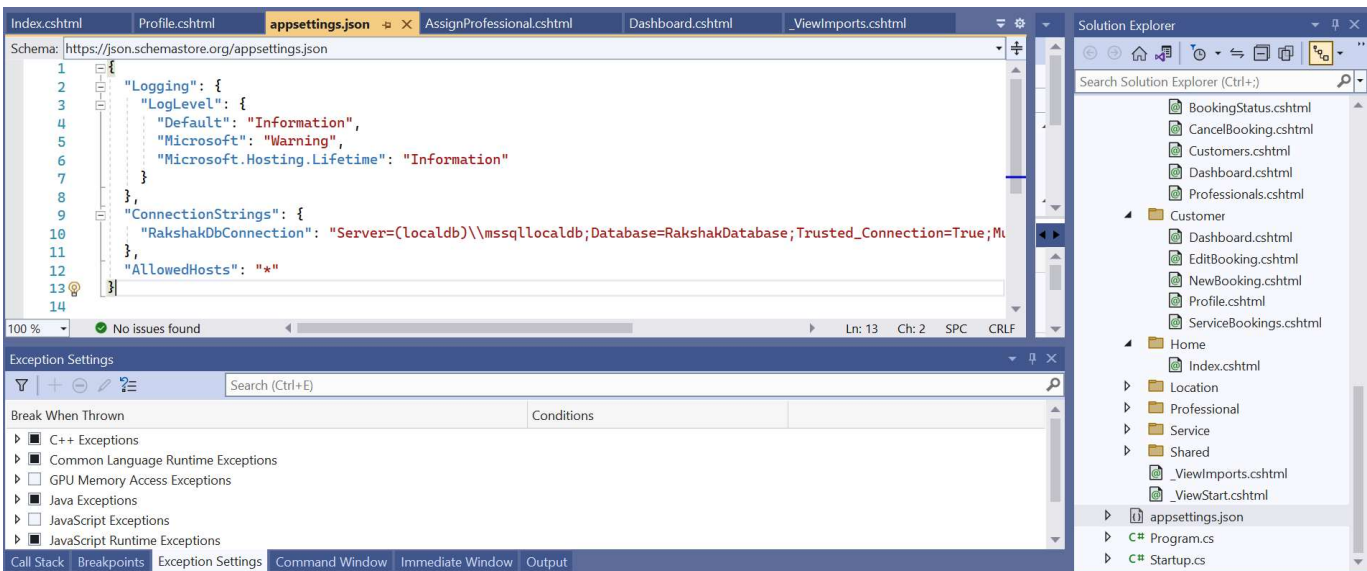 Index.cshtml
Profile.cshtml
appsettings.json
AssignProfessional.cshtml
Dashboard.cshtml
_ViewImports.cshtml
Schema: https://json.schemastore.org/appsettings.json
1 {
2 "Logging": {
3 "LogLevel": {
4 "Default": "Information",
5 "Microsoft": "Warning",
6 "Microsoft.Hosting.Lifetime": "Information"
7 }
8 },
9 "ConnectionStrings": {
10 "RakshakDbConnection": "Server=(localdb)\\mssqllocaldb;Database=RakshakDatabase;Trusted_Connection=True;Mu
11 },
12 "AllowedHosts": "*"
13 }
14
100 %
No issues found
Ln: 13 Ch: 2 SPC CRLF
Exception Settings
Search (Ctrl+E)
Break When Thrown
Conditions
C++ Exceptions
Common Language Runtime Exceptions
GPU Memory Access Exceptions
Java Exceptions
JavaScript Exceptions
JavaScript Runtime Exceptions
Call Stack
Breakpoints
Exception Settings
Command Window
Immediate Window
Output
Solution Explorer
Search Solution Explorer (Ctrl+;)
BookingStatus.cshtml
CancelBooking.cshtml
Customers.cshtml
Dashboard.cshtml
Professionals.cshtml
Customer
Dashboard.cshtml
EditBooking.cshtml
NewBooking.cshtml
Profile.cshtml
ServiceBookings.cshtml
Home
Index.cshtml
Location
Professional
Service
Shared
_ViewImports.cshtml
_ViewStart.cshtml
appsettings.json
C# Program.cs
C# Startup.cs